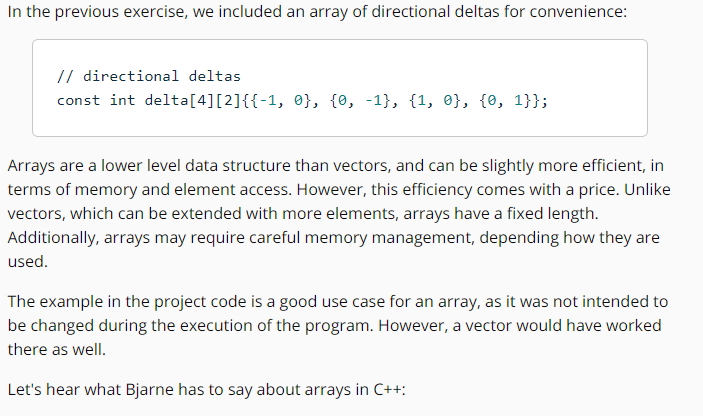 In the previous exercise, we included an array of directional deltas for convenience:
// directional deltas
const int delta[4][2]{{-1, 0}, {0, -1}, {1, 0}, {0, 1}};
Arrays are a lower level data structure than vectors, and can be slightly more efficient, in
terms of memory and element access. However, this efficiency comes with a price. Unlike
vectors, which can be extended with more elements, arrays have a fixed length.
Additionally, arrays may require careful memory management, depending how they are
used.
The example in the project code is a good use case for an array, as it was not intended to
be changed during the execution of the program. However, a vector would have worked
there as well.
Let's hear what Bjarne has to say about arrays in C++: